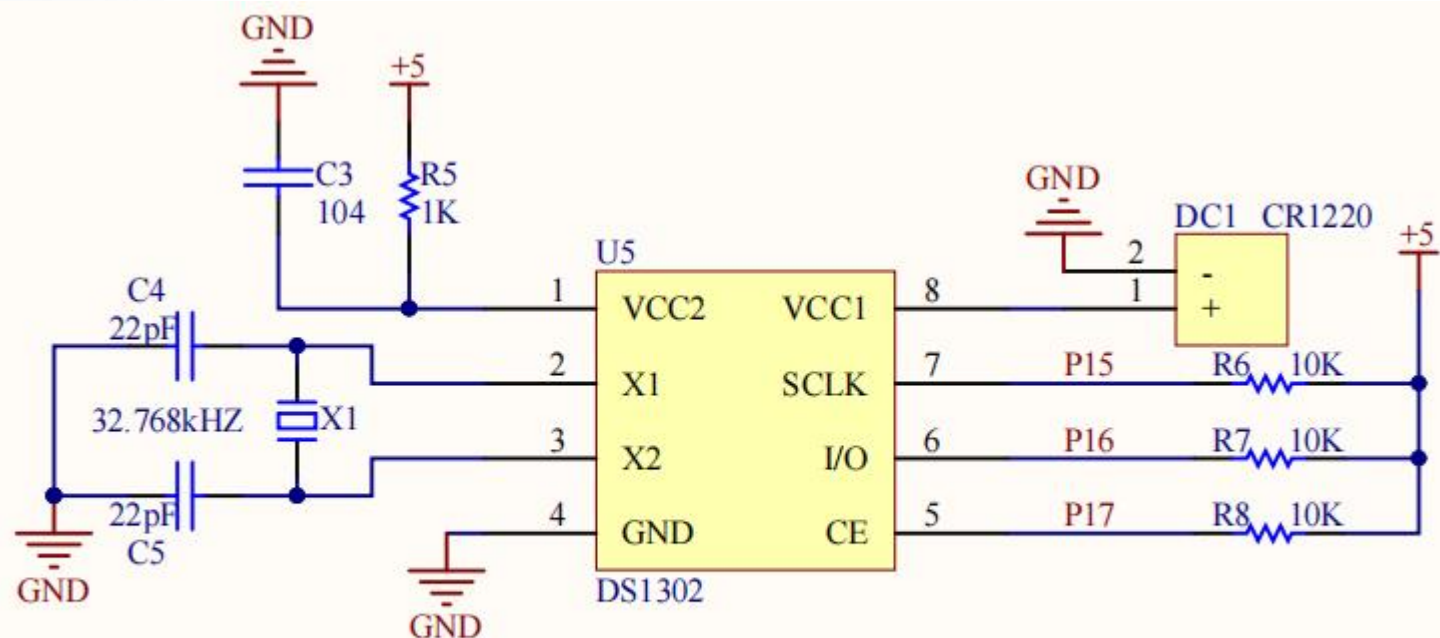 GND
+5
C3
104
R5
1K
GND
DC1 CR1220
+5
U5
2
-
1
+
C4
22pF
1
VCC2
VCC1
8
2
X1
SCLK
7
P15
R6
10K
32.768kHZ
X1
3
X2
I/O
6
P16
R7
10K
22pF
C5
4
GND
CE
5
P17
R8
10K
GND
DS1302
GND